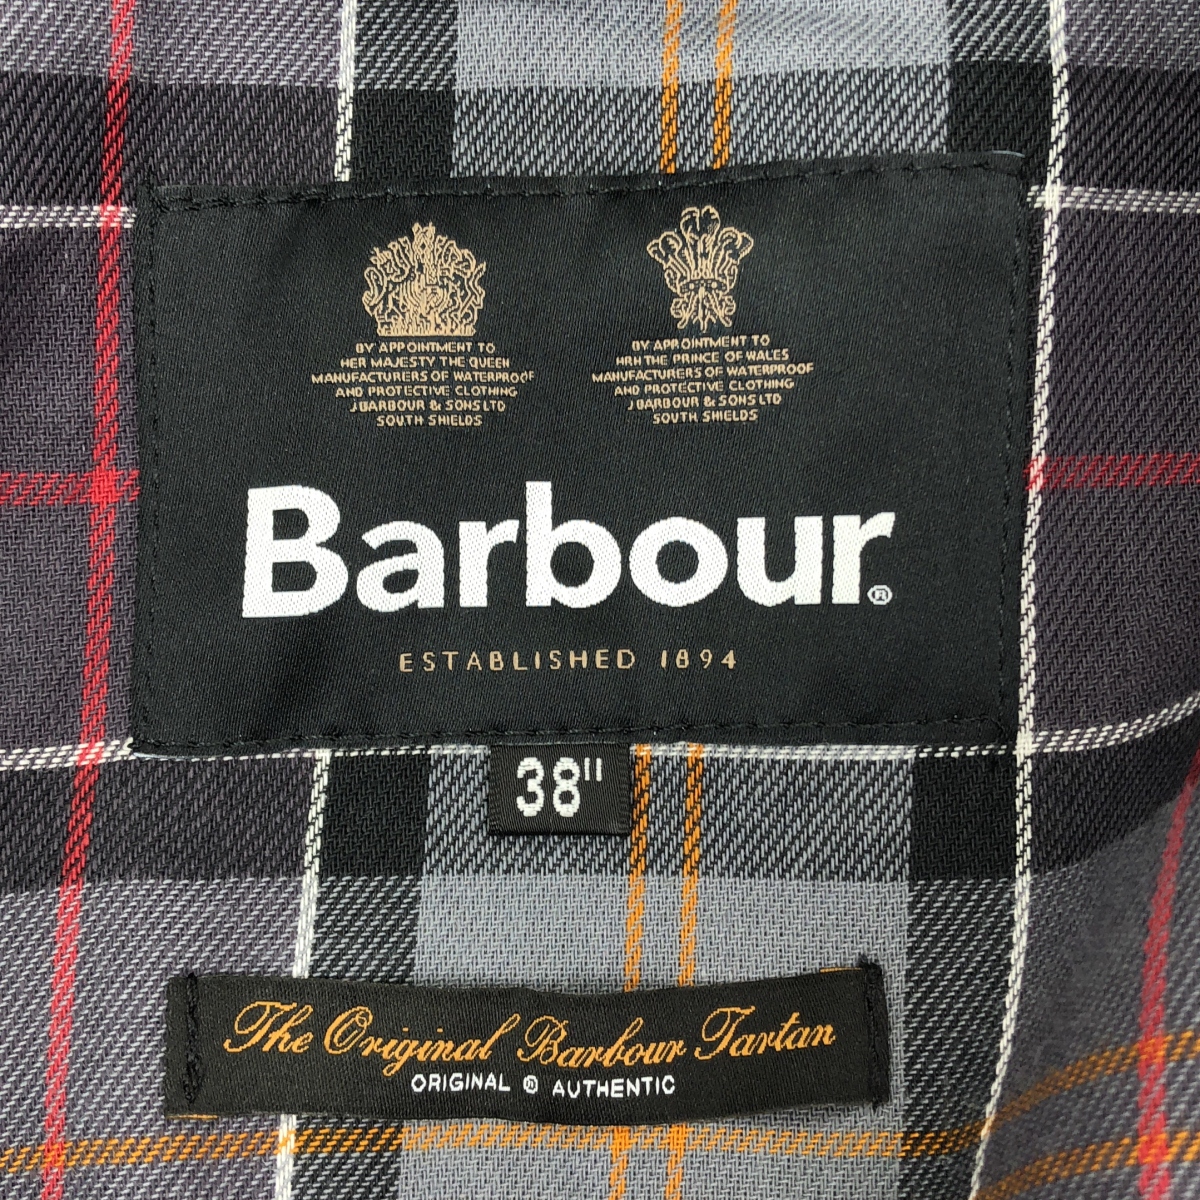 BY APPOINTMENT TO
HER MAJESTY THE QUEEN
MANUFACTURERS OF WATERPROOF
AND PROTECTIVE CLOTHING
J BARBOUR & SONS LTD
SOUTH SHIELDS
BY APPOINTMENT TO
HRH THE PRINCE OF WALES
MANUFACTURERS OF WATERPROOF
AND PROTECTIVE CLOTHING
J BARBOUR & SONS LTD
SOUTH SHIELDS
Barbour®
ESTABLISHED 1894
38"
The Original Barbour Tartan
ORIGINAL ® AUTHENTIC